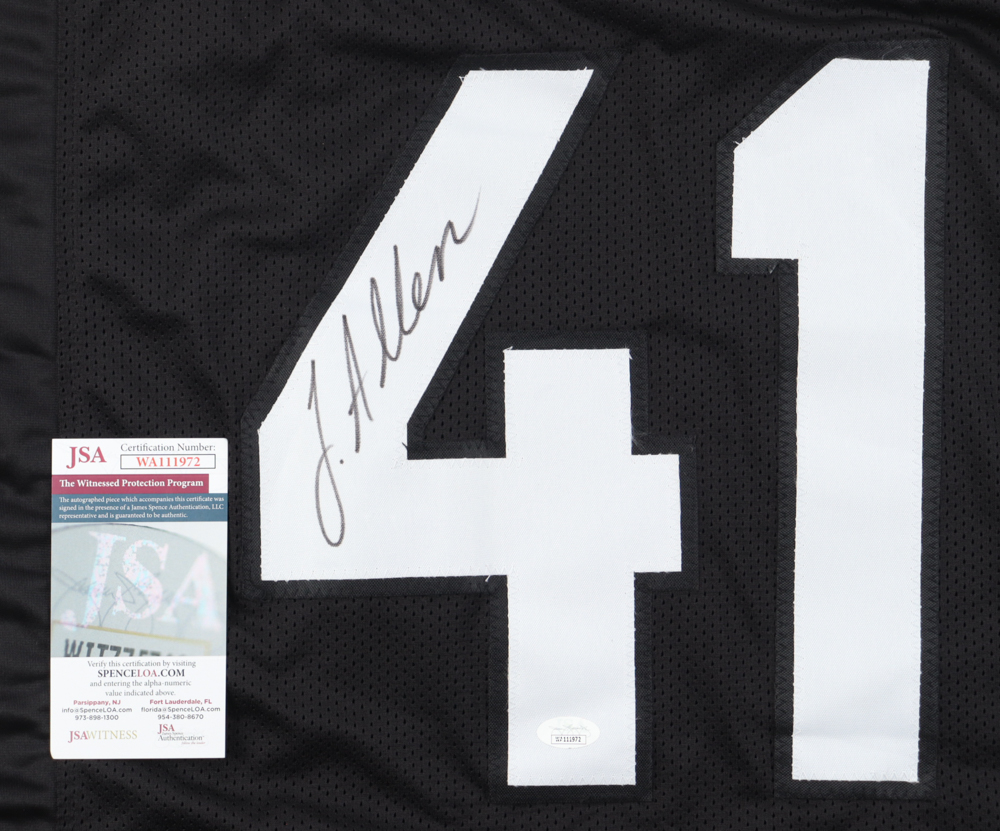 41
J. Allen
JSA
Certification Number:
WA111972
The Witnessed Protection Program
The autographed piece which accompanies this certificate was
signed in the presence of a James Spence Authentication, LLC
representative and is guaranteed to be authentic.
JSA
Verify this certification by visiting
SPENCELOA.COM
and entering the alpha-numeric
value indicated above.
Parsippany, NJ
info@SpenceLOA.com
973-898-1300
Fort Lauderdale, FL
florida@SpenceLOA.com
954-380-8670
JSAWITNESS
JSA
Authentication
WA111972